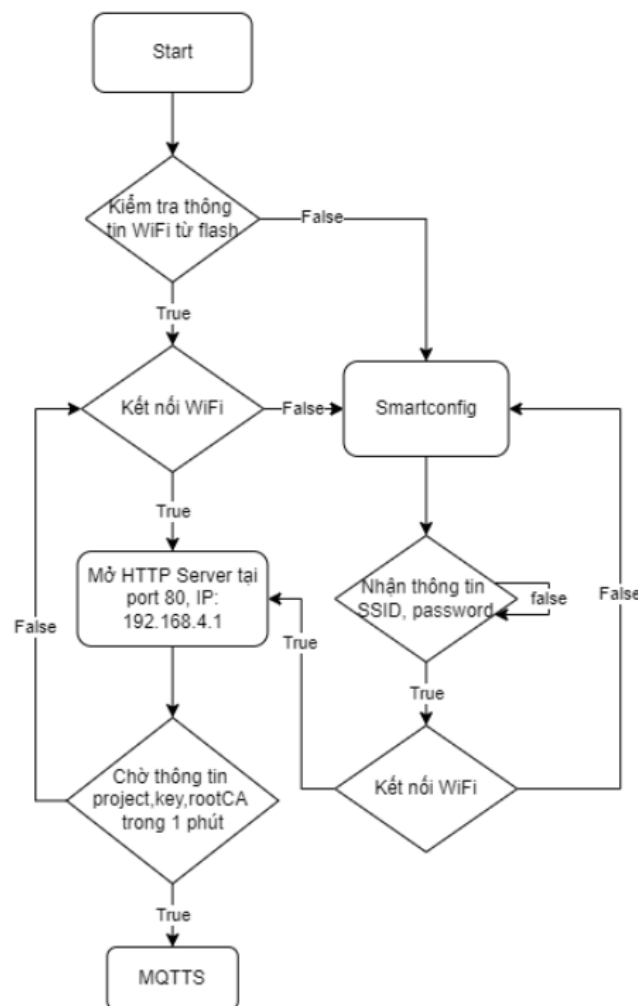 Start
Kiểm tra thông
tin WiFi từ flash
False
True
Kết nối WiFi
False
Smartconfig
True
Mở HTTP Server tại
port 80, IP:
192.168.4.1
Nhận thông tin
SSID, password
false
False
False
True
True
Chờ thông tin
project,key,rootCA
trong 1 phút
Kết nối WiFi
True
MQTTS